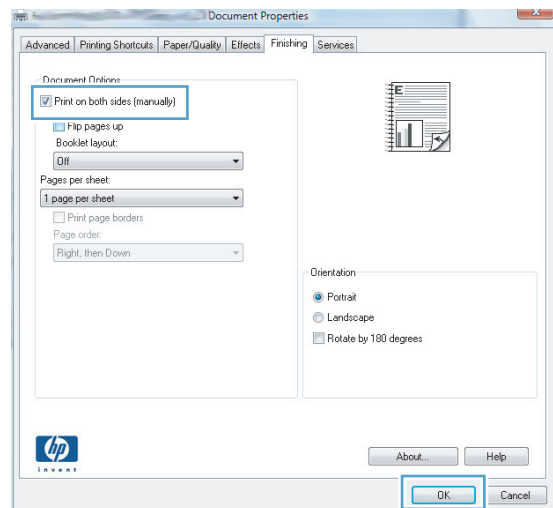 Document Properties
Advanced Printing Shortcuts Paper/Quality Effects Finishing Services
Document Options
Print on both sides (manually)
Flip pages up
Booklet layout:
Off
Pages per sheet:
1 page per sheet
Print page borders
Page order:
Right, then Down
E
Orientation
Portrait
Landscape
Rotate by 180 degrees
hp
invent
About... Help
OK Cancel